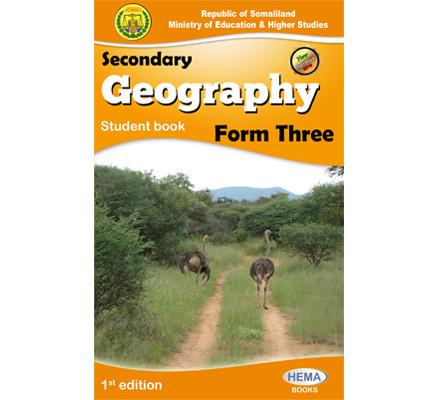 Republic of Somaliland
Ministry of Education & Higher Studies
Secondary
Geography
Student book
Form Three
1st edition
HEMA
BOOKS